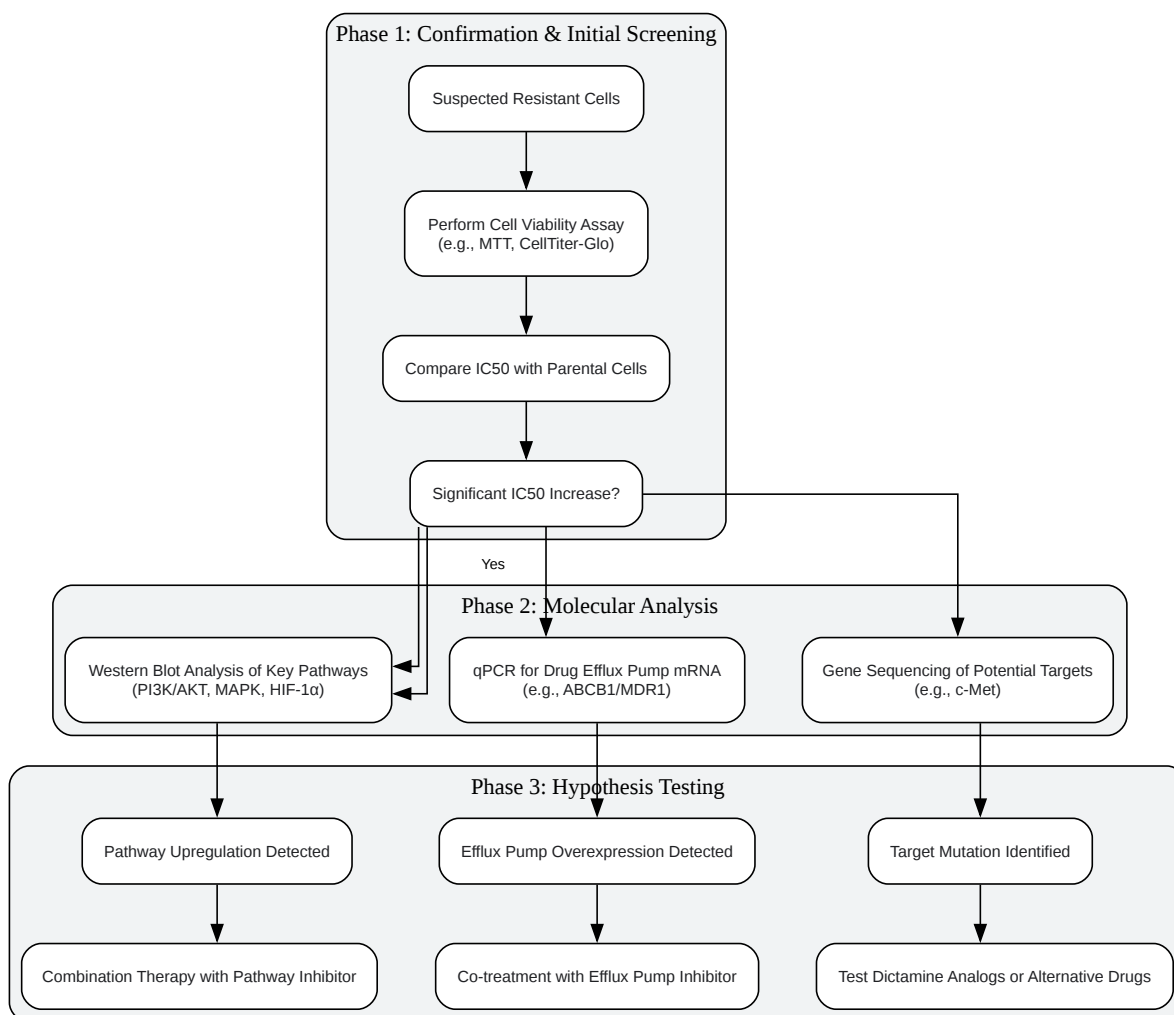 Phase 1: Confirmation & Initial Screening
Suspected Resistant Cells
Perform Cell Viability Assay
(e.g., MTT, CellTiter-Glo)
Compare IC50 with Parental Cells
Significant IC50 Increase?
Yes
Phase 2: Molecular Analysis
Western Blot Analysis of Key Pathways
(PI3K/AKT, MAPK, HIF-1α)
qPCR for Drug Efflux Pump mRNA
(e.g., ABCB1/MDR1)
Gene Sequencing of Potential Targets
(e.g., c-Met)
Phase 3: Hypothesis Testing
Pathway Upregulation Detected
Efflux Pump Overexpression Detected
Target Mutation Identified
Combination Therapy with Pathway Inhibitor
Co-treatment with Efflux Pump Inhibitor
Test Dictamine Analogs or Alternative Drugs